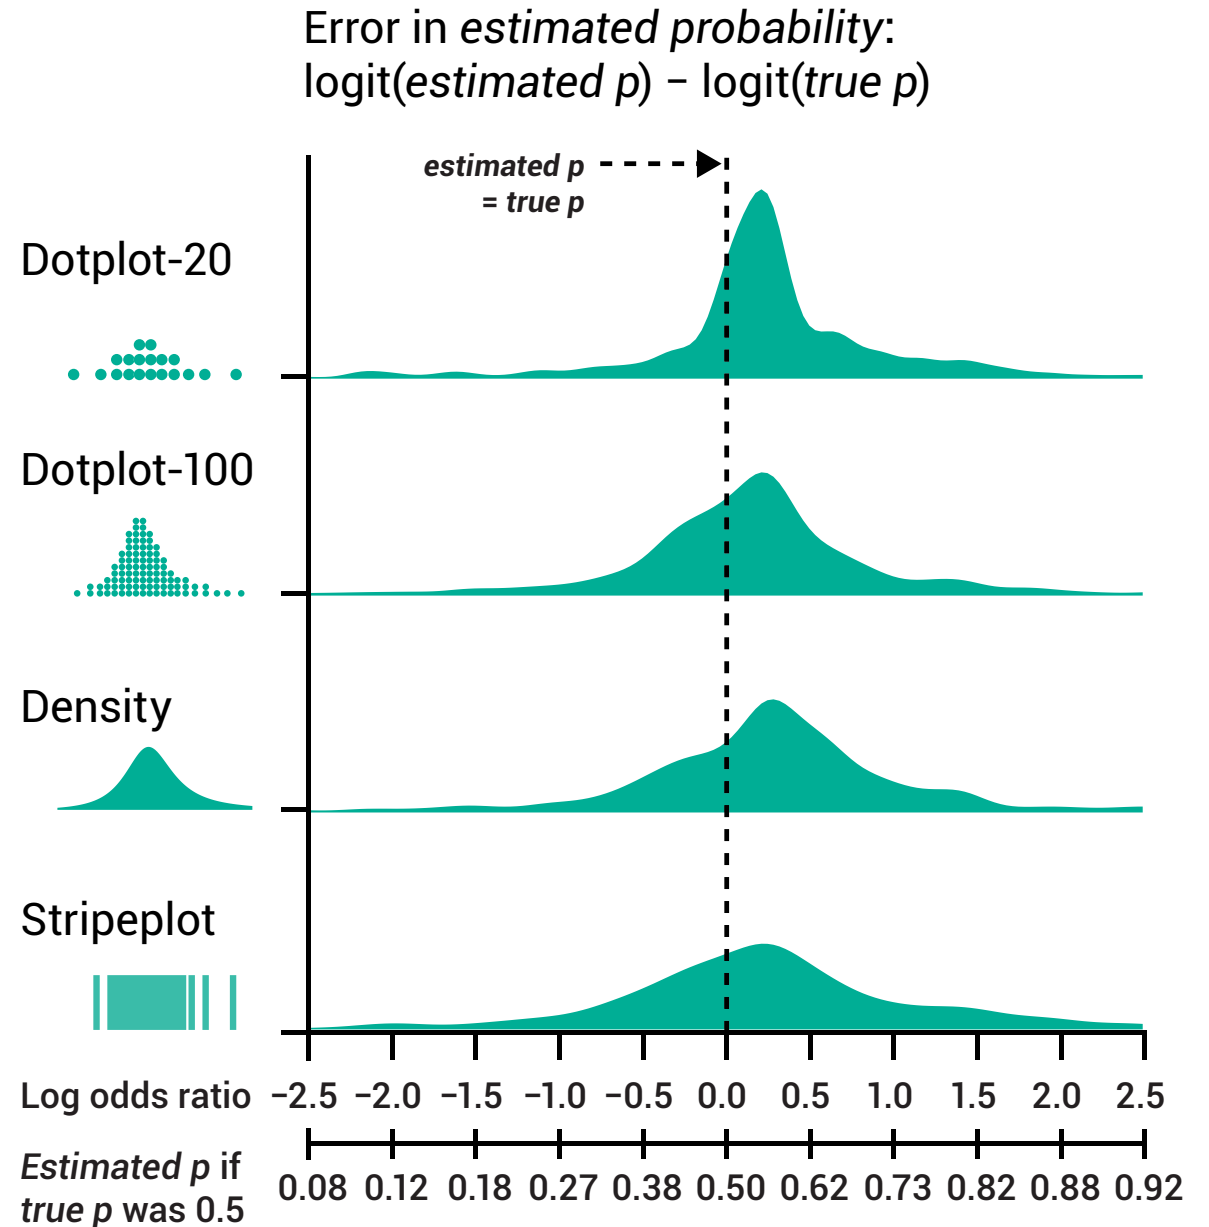 Error in estimated probability:
logit(estimated p) − logit(true p)
estimated p
= true p
Dotplot-20
Dotplot-100
Density
Stripeplot
Log odds ratio −2.5 −2.0 −1.5 −1.0 −0.5 0.0 0.5 1.0 1.5 2.0 2.5
Estimated p if
true p was 0.5
0.08 0.12 0.18 0.27 0.38 0.50 0.62 0.73 0.82 0.88 0.92